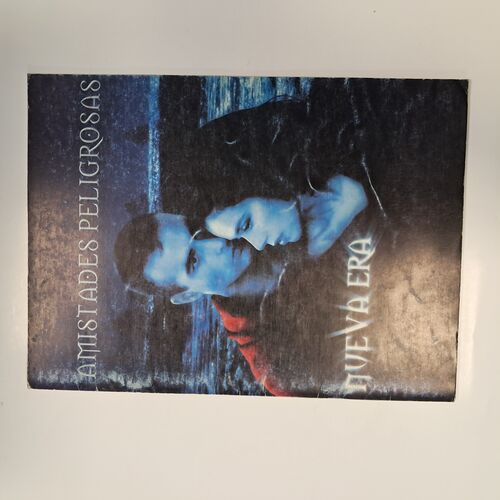 AMISTADES PELIGROSAS
NUEVA ERA